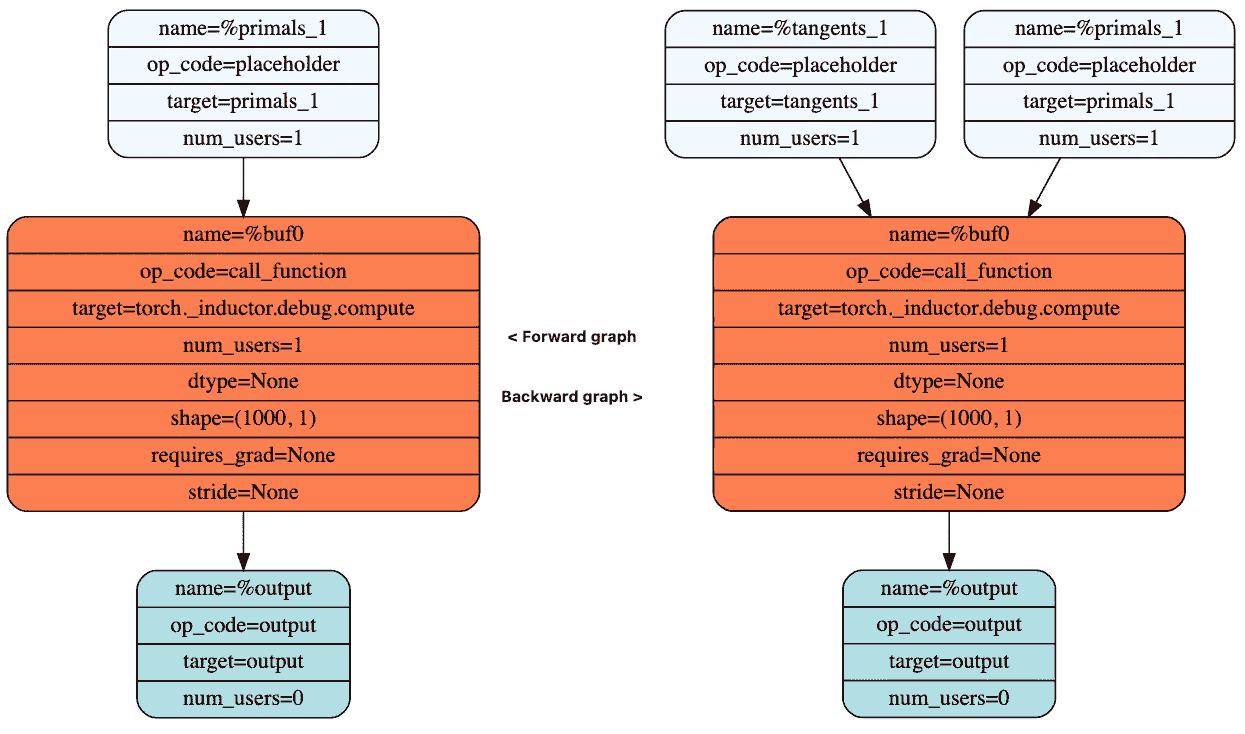 name=%primals_1
op_code=placeholder
target=primals_1
num_users=1
name=%buf0
op_code=call_function
target=torch._inductor.debug.compute
num_users=1
dtype=None
shape=(1000, 1)
requires_grad=None
stride=None
name=%output
op_code=output
target=output
num_users=0
< Forward graph
Backward graph >
name=%tangents_1
op_code=placeholder
target=tangents_1
num_users=1
name=%primals_1
op_code=placeholder
target=primals_1
num_users=1
name=%buf0
op_code=call_function
target=torch._inductor.debug.compute
num_users=1
dtype=None
shape=(1000, 1)
requires_grad=None
stride=None
name=%output
op_code=output
target=output
num_users=0